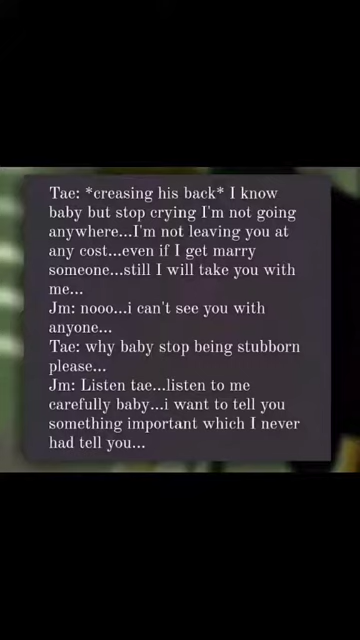 Tae: *creasing his back* I know
baby but stop crying I'm not going
anywhere...I'm not leaving you at
any cost...even if I get marry
someone...still I will take you with
me...
Jm: nooo...i can't see you with
anyone...
Tae: why baby stop being stubborn
please...
Jm: Listen tae...listen to me
carefully baby...i want to tell you
something important which I never
had tell you...